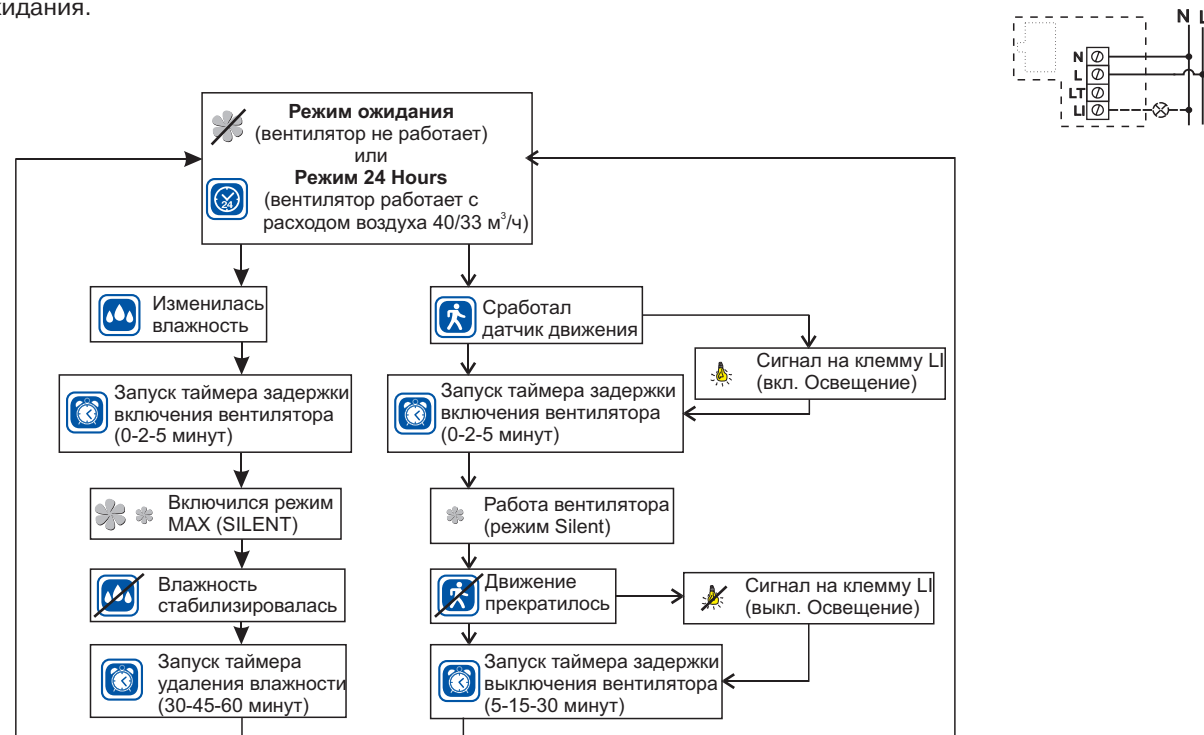 кидания.
N L
N
L
LT
LI
Режим ожидания
(вентилятор не работает)
или
Режим 24 Hours
(вентилятор работает с
расходом воздуха 40/33 м³/ч)
24
Изменилась
влажность
Сработал
датчик движения
Сигнал на клемму LI
(вкл. Освещение)
Запуск таймера задержки
включения вентилятора
(0-2-5 минут)
Запуск таймера задержки
включения вентилятора
(0-2-5 минут)
Включился режим
MAX (SILENT)
Работа вентилятора
(режим Silent)
Влажность
стабилизировалась
Движение
прекратилось
Сигнал на клемму LI
(выкл. Освещение)
Запуск таймера
удаления влажности
(30-45-60 минут)
Запуск таймера задержки
выключения вентилятора
(5-15-30 минут)